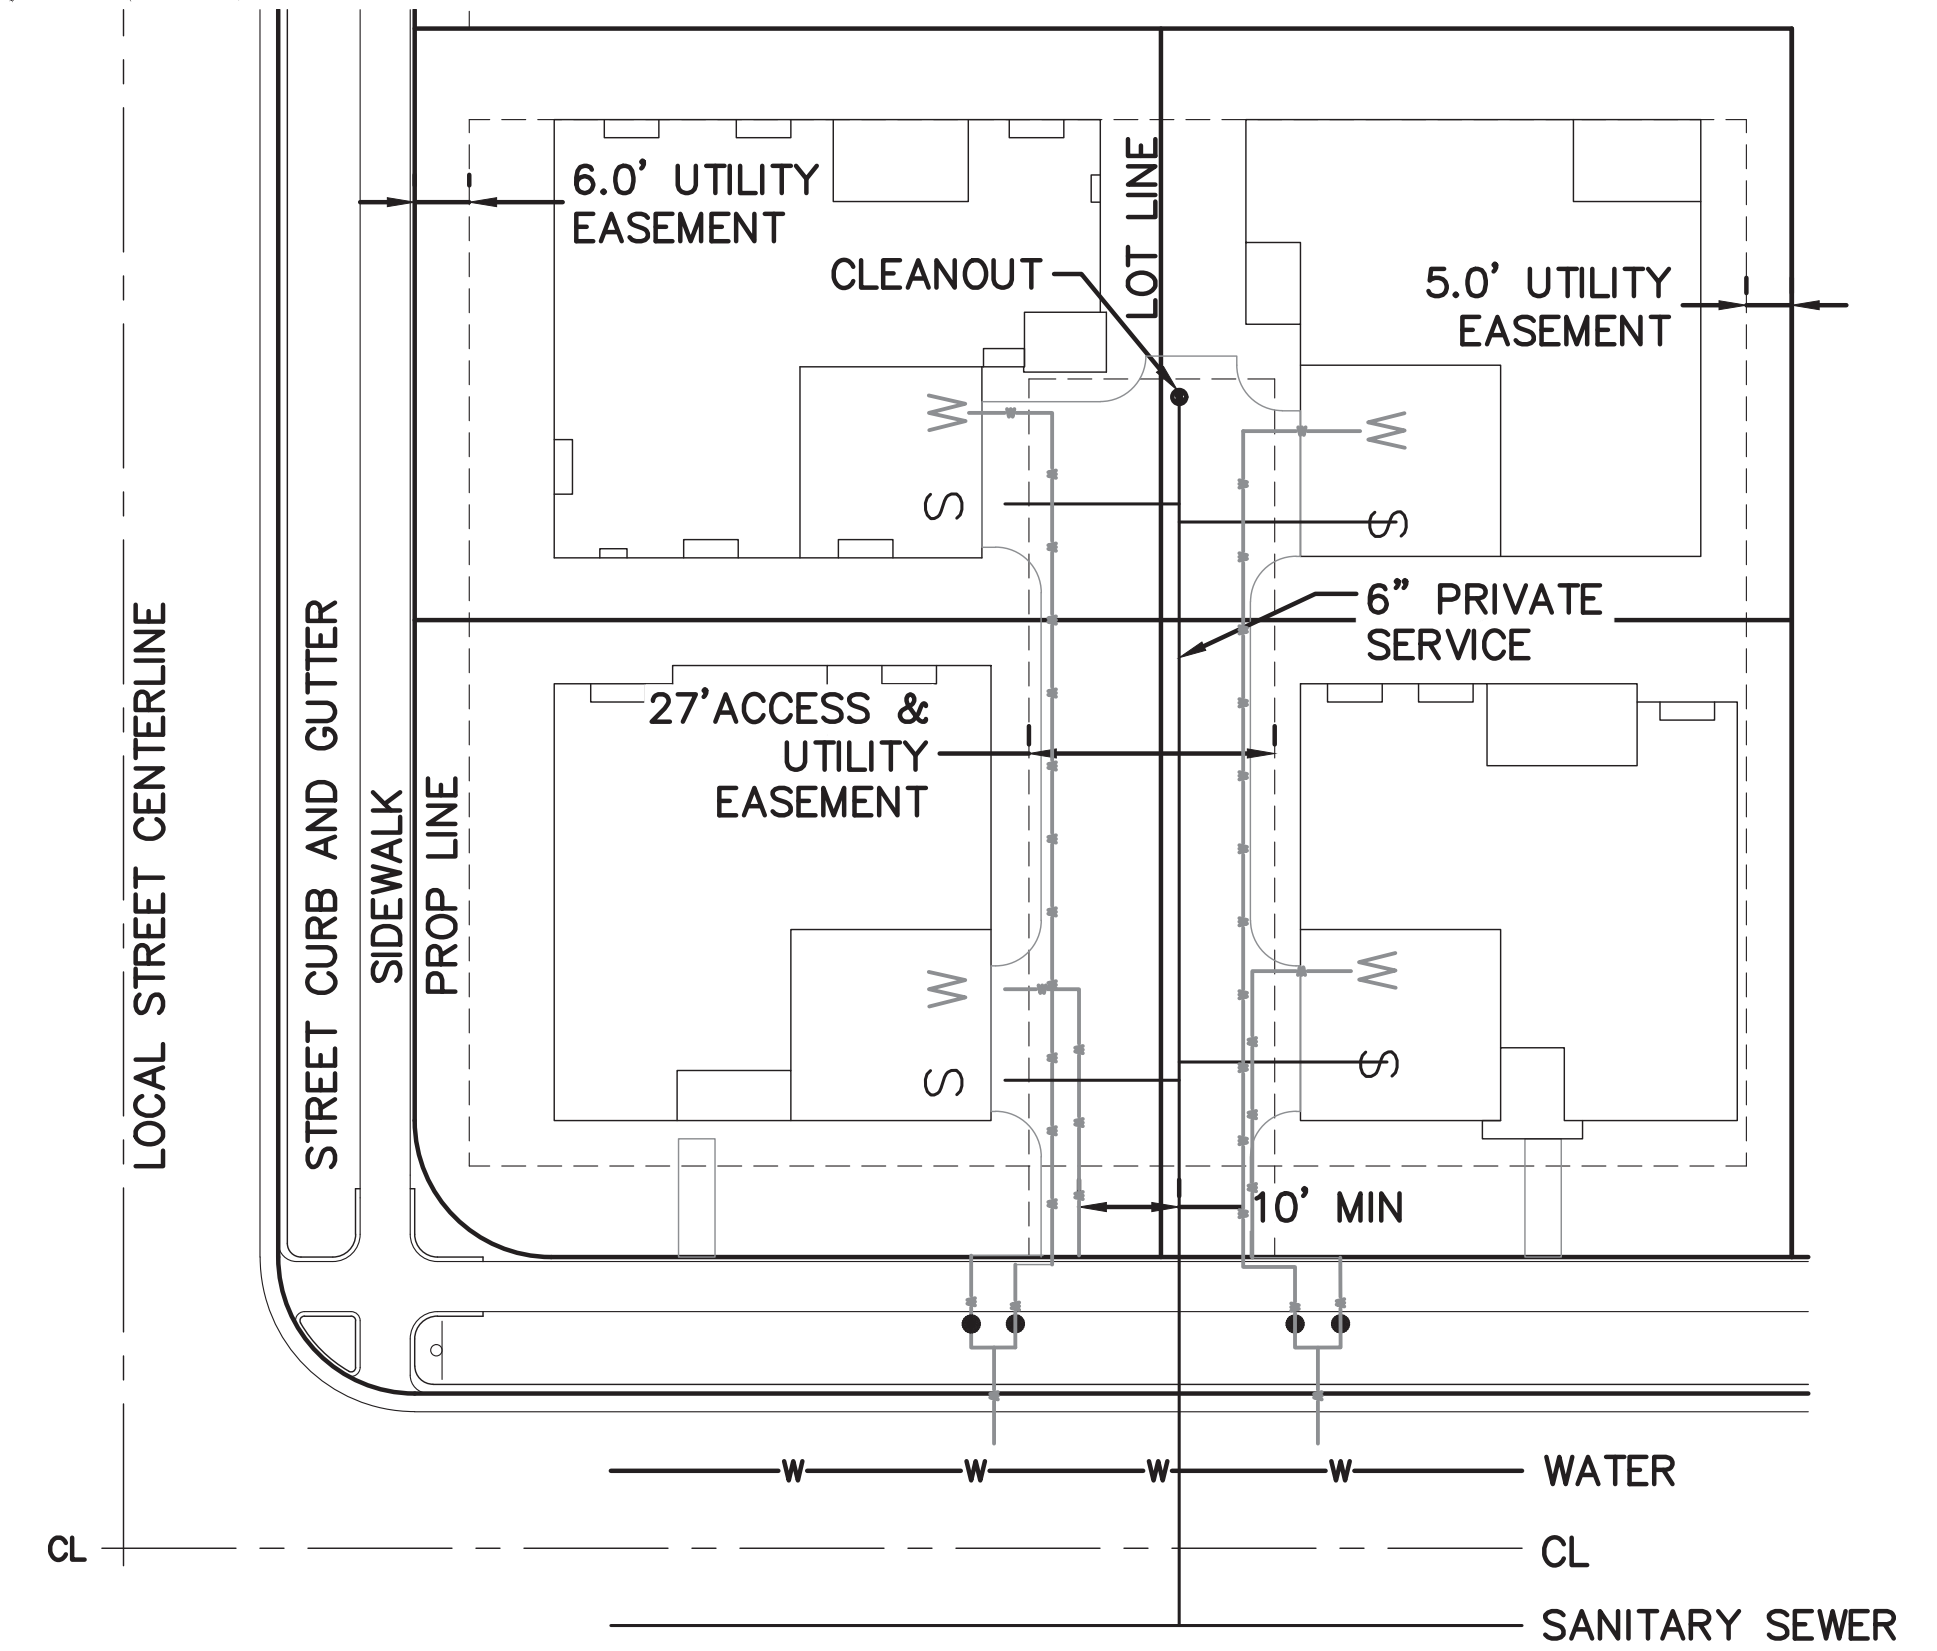 6.0' UTILITY
EASEMENT
LOT LINE
CLEANOUT
5.0' UTILITY
EASEMENT
W
W
S
S
6" PRIVATE
SERVICE
27'ACCESS &
UTILITY
EASEMENT
LOCAL STREET CENTERLINE
STREET CURB AND GUTTER
SIDEWALK
PROP LINE
W
W
S
S
10' MIN
W W W W WATER
CL
CL
SANITARY SEWER